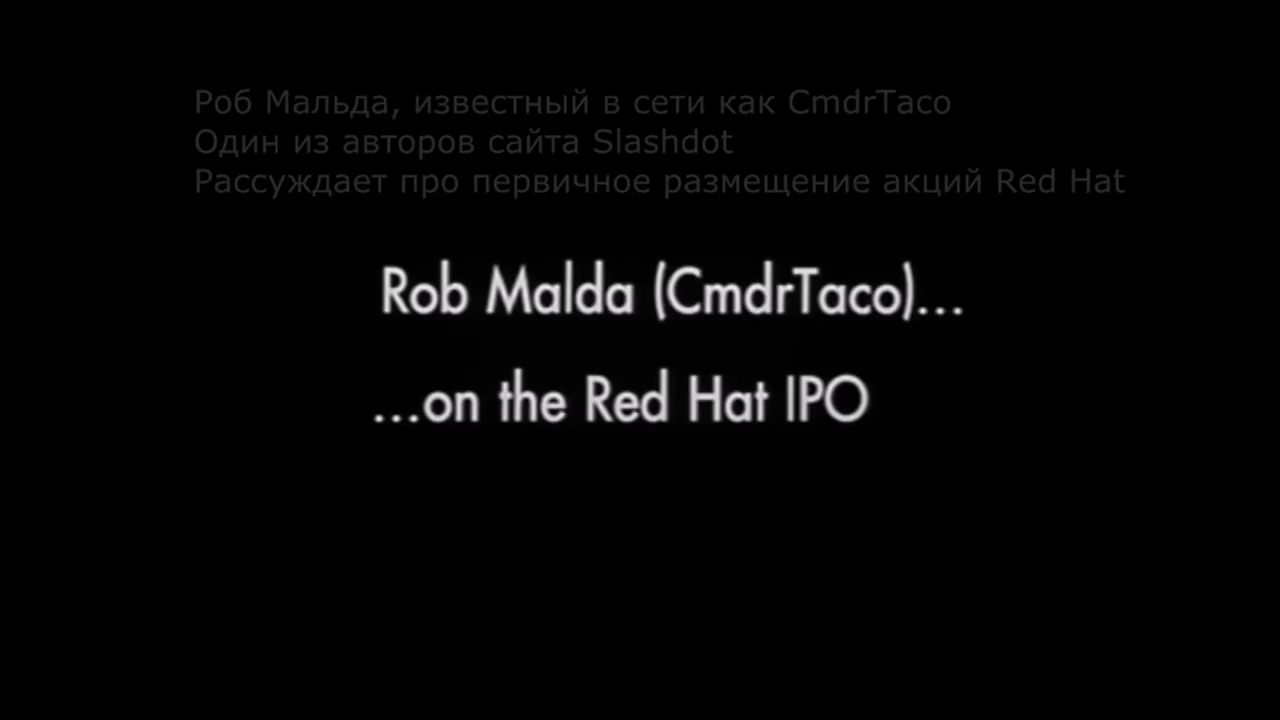 Роб Мальда, известный в сети как CmdrTaco
Один из авторов сайта Slashdot
Рассуждает про первичное размещение акций Red Hat
Rob Malda (CmdrTaco)...
...on the Red Hat IPO